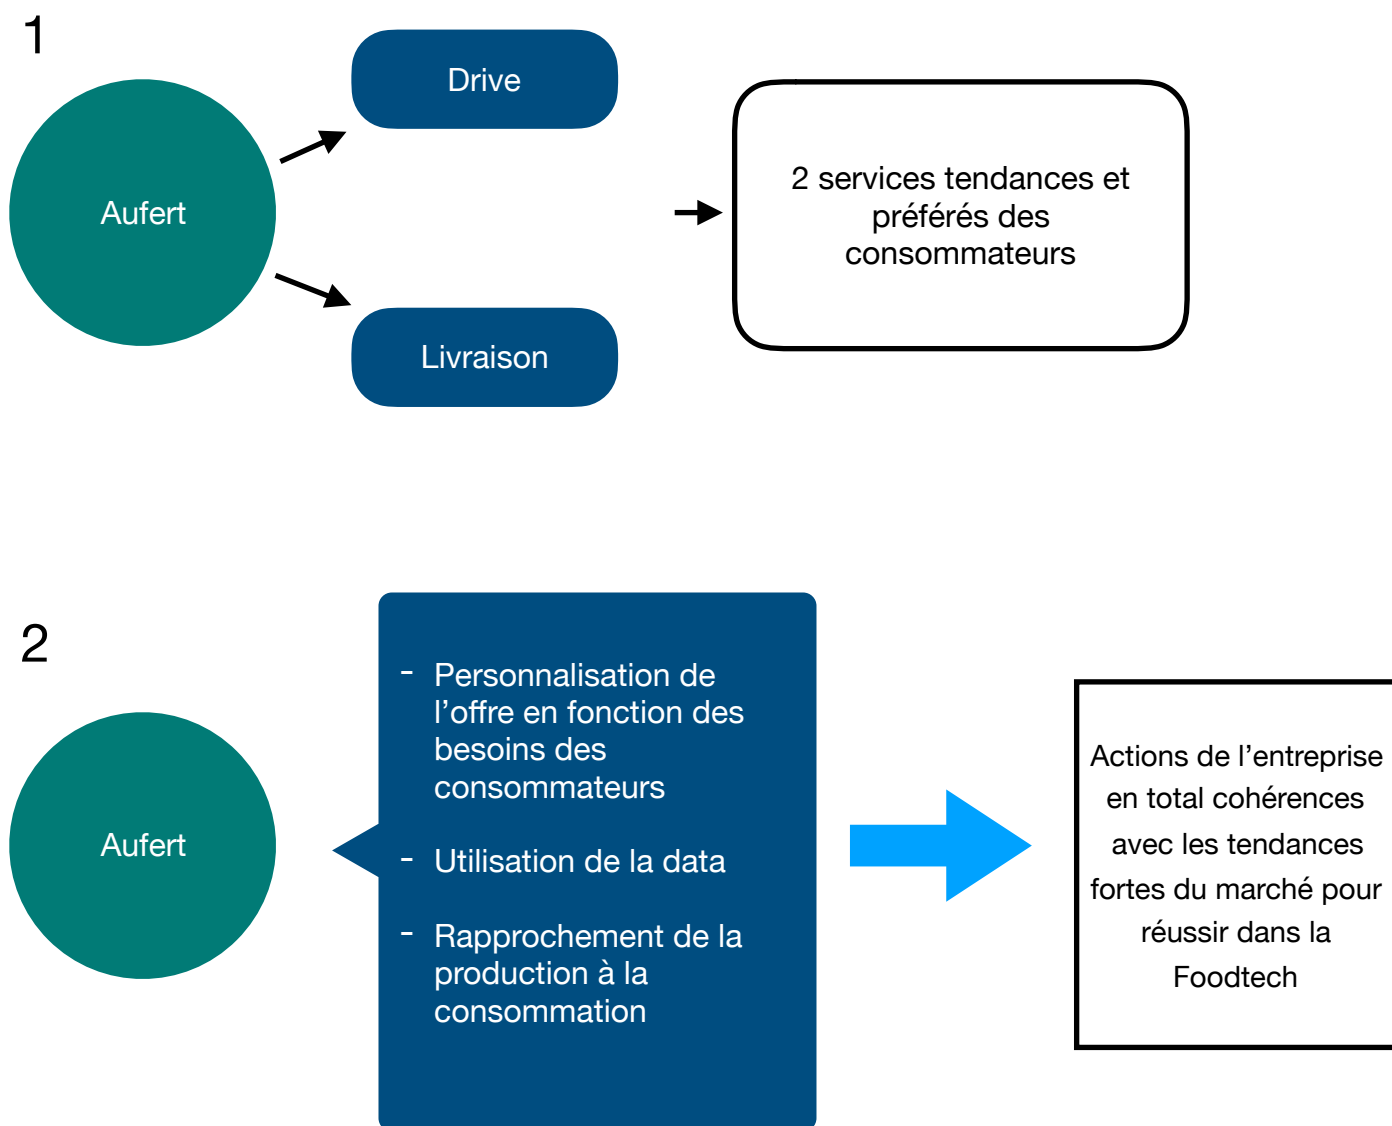 1
Drive
Aufert
2 services tendances et
préférés des
consommateurs
Livraison
2
- Personnalisation de
l’offre en fonction des
besoins des
consommateurs
Aufert
- Utilisation de la data
- Rapprochement de la
production à la
consommation
Actions de l’entreprise
en total cohérences
avec les tendances
fortes du marché pour
réussir dans la
Foodtech